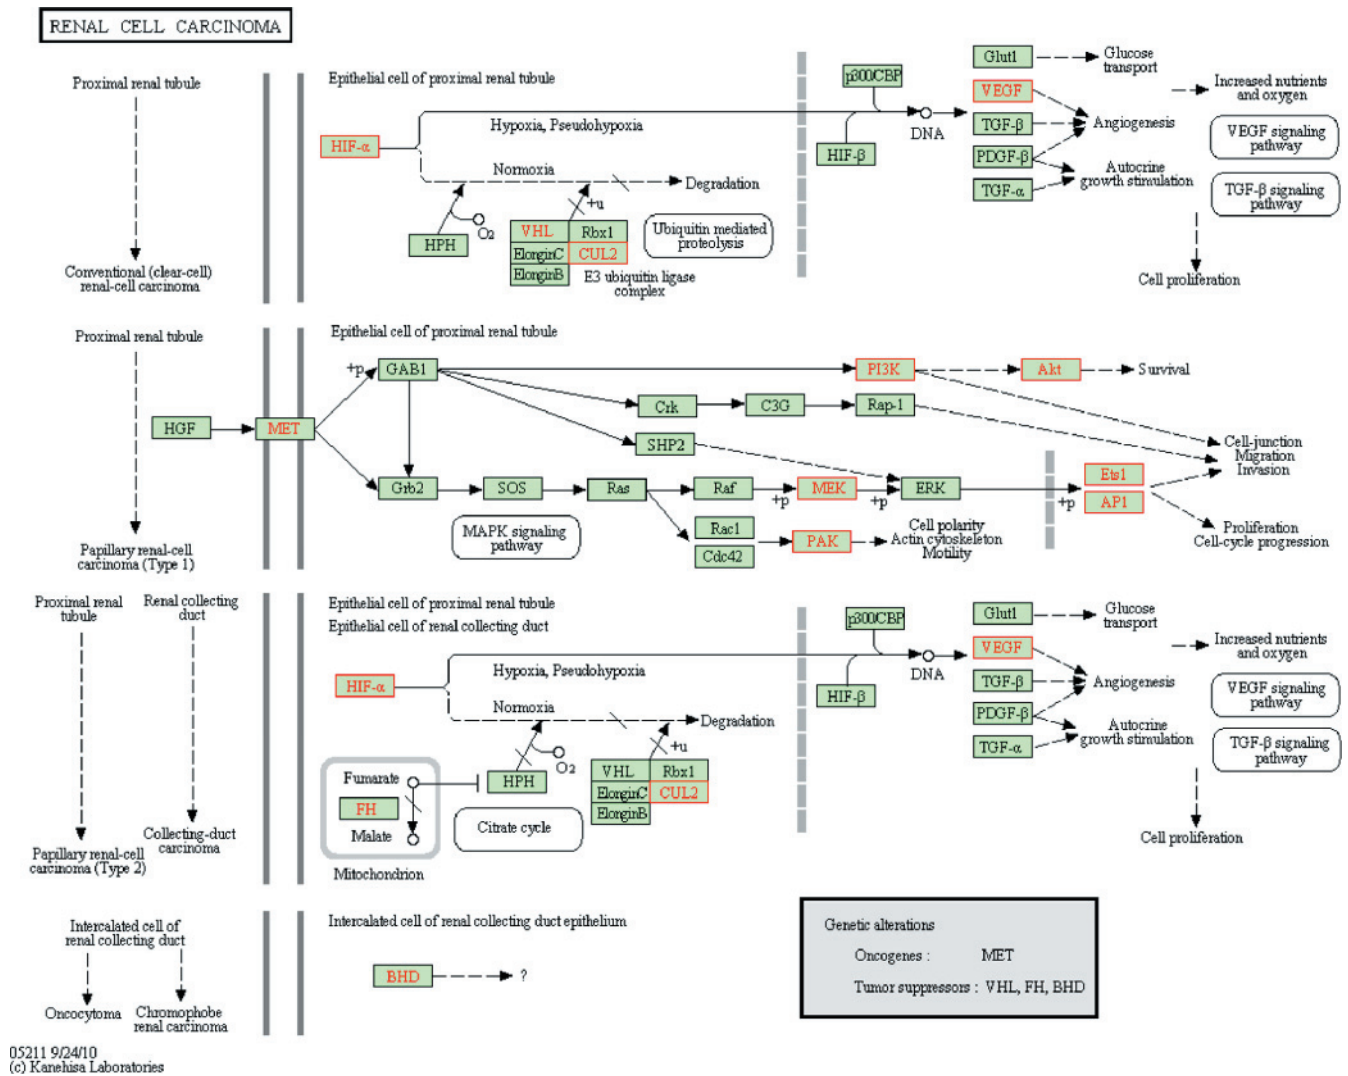 RENAL CELL CARCINOMA
Proximal renal tubule
Conventional (clear-cell)
renal-cell carcinoma
Epithelial cell of proximal renal tubule
HIF-α
Hypoxia, Pseudohypoxia
Normoxia
Degradation
HPH
O2
+u
VHL
Rbx1
ElonginC
CUL2
ElonginB
E3 ubiquitin ligase
complex
Ubiquitin mediated
proteolysis
p300/CBP
HIF-β
DNA
Glut1
VEGF
TGF-β
PDGF-β
TGF-α
Glucose
transport
Angiogenesis
Autocrine
growth stimulation
Increased nutrients
and oxygen
VEGF signaling
pathway
TGF-β signaling
pathway
Cell proliferation
Proximal renal tubule
Papillary renal-cell
carcinoma (Type 1)
Epithelial cell of proximal renal tubule
HGF
MET
+p
GAB1
PI3K
Akt
Survival
Crk
C3G
Rap-1
SHP2
Grb2
SOS
Ras
Raf
+p
MEK
+p
ERK
+p
Ets1
AP1
Cell-junction
Migration
Invasion
Proliferation
Cell-cycle progression
MAPK signaling
pathway
Rac1
Cdc42
PAK
Cell polarity
Actin cytoskeleton
Motility
Proximal renal
tubule
Renal collecting
duct
Papillary renal-cell
carcinoma (Type 2)
Collecting-duct
carcinoma
Epithelial cell of proximal renal tubule
Epithelial cell of renal collecting duct
HIF-α
Hypoxia, Pseudohypoxia
Normoxia
Degradation
HPH
O2
+u
VHL
Rbx1
ElonginC
CUL2
ElonginB
Fumarate
FH
Malate
Mitochondrion
Citrate cycle
p300/CBP
HIF-β
DNA
Glut1
VEGF
TGF-β
PDGF-β
TGF-α
Glucose
transport
Angiogenesis
Autocrine
growth stimulation
Increased nutrients
and oxygen
VEGF signaling
pathway
TGF-β signaling
pathway
Cell proliferation
Intercalated cell of
renal collecting duct
Oncocytoma
Chromophobe
renal carcinoma
Intercalated cell of renal collecting duct epithelium
BHD
?
Genetic alterations
Oncogenes : MET
Tumor suppressors : VHL, FH, BHD
05211 9/24/10
(c) Kanehisa Laboratories